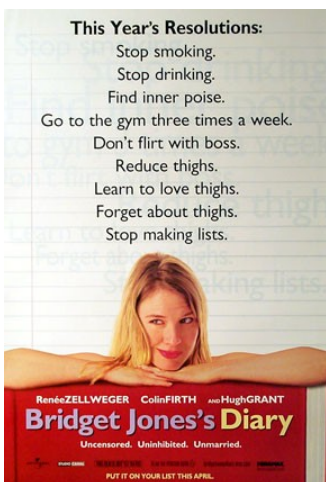 This Year's Resolutions:
Stop smoking.
Stop drinking.
Find inner poise.
Go to the gym three times a week.
Don't flirt with boss.
Reduce thighs.
Learn to love thighs.
Forget about thighs.
Stop making lists.
RenéeZELLWEGER ColinFIRTH AND HughGRANT
Bridget Jones's Diary
Uncensored. Uninhibited. Unmarried.
PUT IT ON YOUR LIST THIS APRIL.